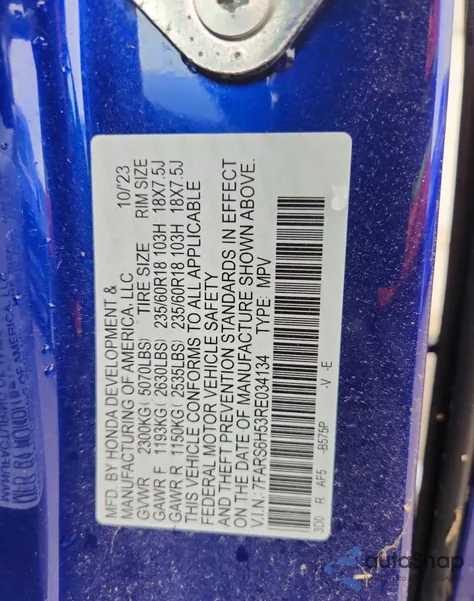 MFD. BY HONDA DEVELOPMENT & 10/'23
MANUFACTURING OF AMERICA, LLC
GVWR 2300KG( 5070LBS) TIRE SIZE RIM SIZE
GAWR F 1193KG( 2630LBS) 235/60R18 103H 18X7.5J
GAWR R 1150KG( 2535LBS) 235/60R18 103H 18X7.5J
THIS VEHICLE CONFORMS TO ALL APPLICABLE
FEDERAL MOTOR VEHICLE SAFETY
AND THEFT PREVENTION STANDARDS IN EFFECT
ON THE DATE OF MANUFACTURE SHOWN ABOVE.
V.I.N.: 7FARS6H53RE034134 TYPE: MPV
3D0 R AF5 -B575P -V -E
autoShap